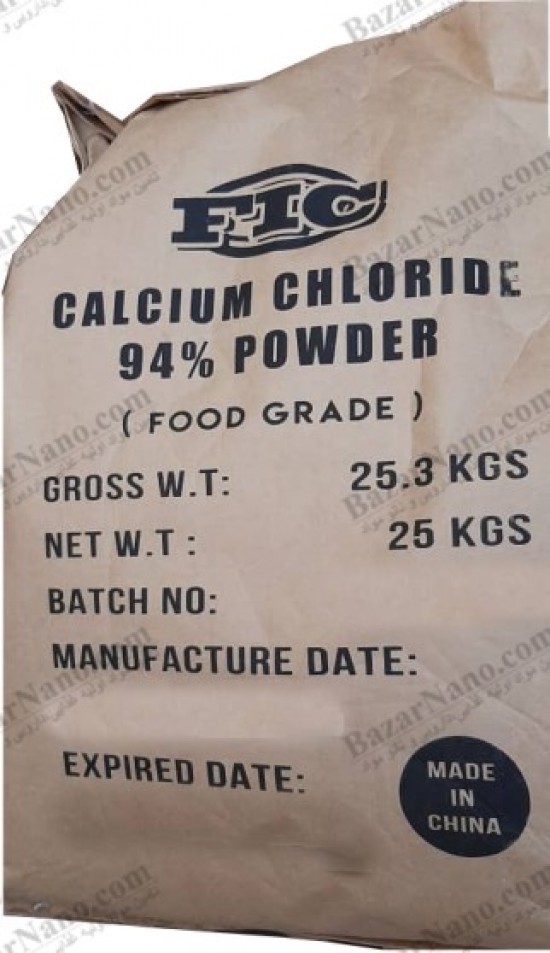 FIC
CALCIUM CHLORIDE
94% POWDER
( FOOD GRADE )
GROSS W.T: 25.3 KGS
NET W.T : 25 KGS
BATCH NO:
MANUFACTURE DATE:
EXPIRED DATE:
MADE
IN
CHINA
BazarNano.com